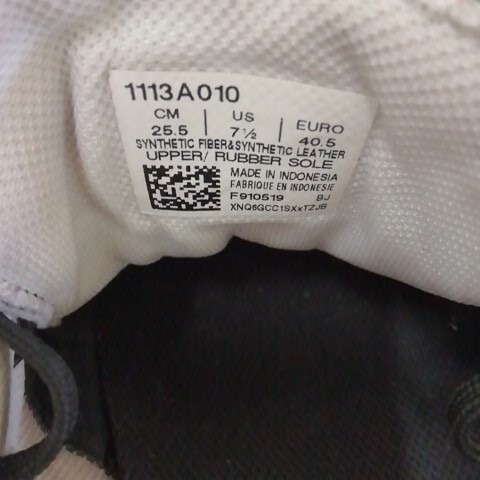 1113A010
CM US EURO
25.5 7½ 40.5
SYNTHETIC FIBER&SYNTHETIC LEATHER
UPPER/ RUBBER SOLE
MADE IN INDONESIA
FABRIQUE EN INDONESIE
F910519 BJ
XNQ6GCC1SXxTZJB